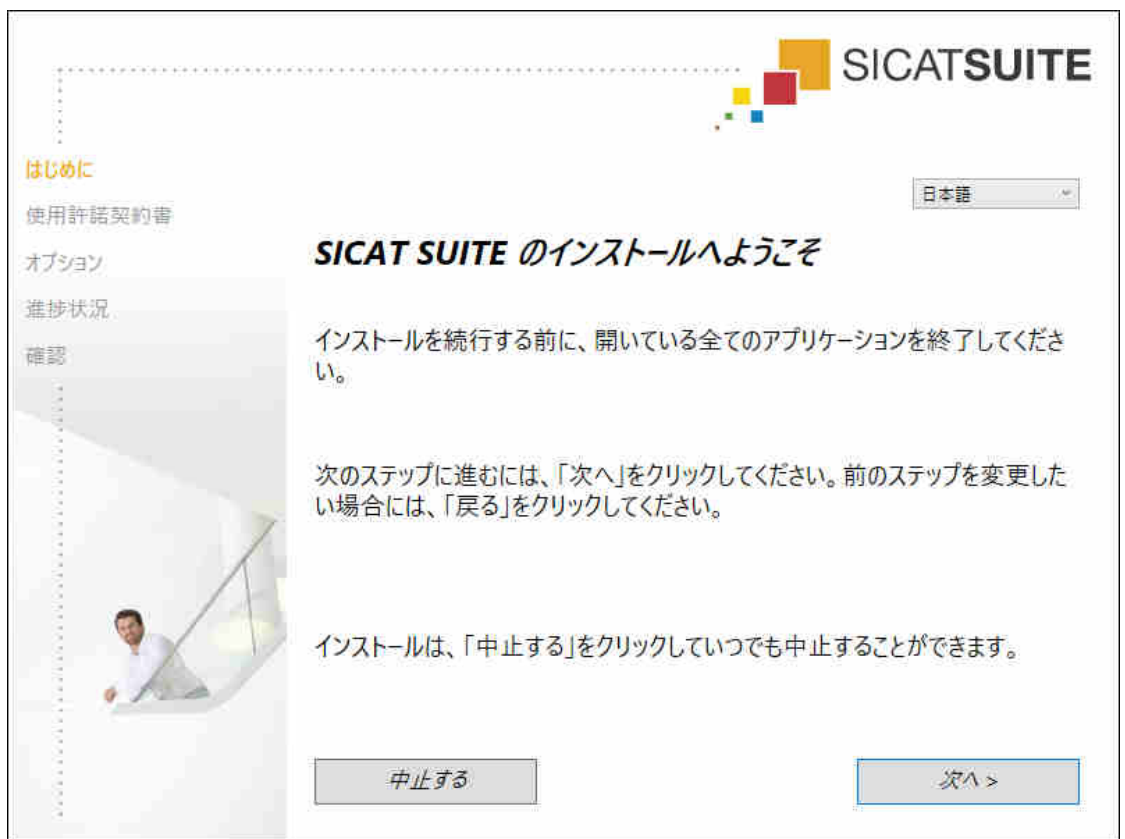 SICATSUITE
はじめに
使用許諾契約書
オプション
進捗状況
確認
日本語
SICAT SUITE のインストールへようこそ
インストールを続行する前に、開いている全てのアプリケーションを終了してくださ
い。
次のステップに進むには、「次へ」をクリックしてください。前のステップを変更した
い場合には、「戻る」をクリックしてください。
インストールは、「中止する」をクリックしていつでも中止することができます。
中止する
次へ >